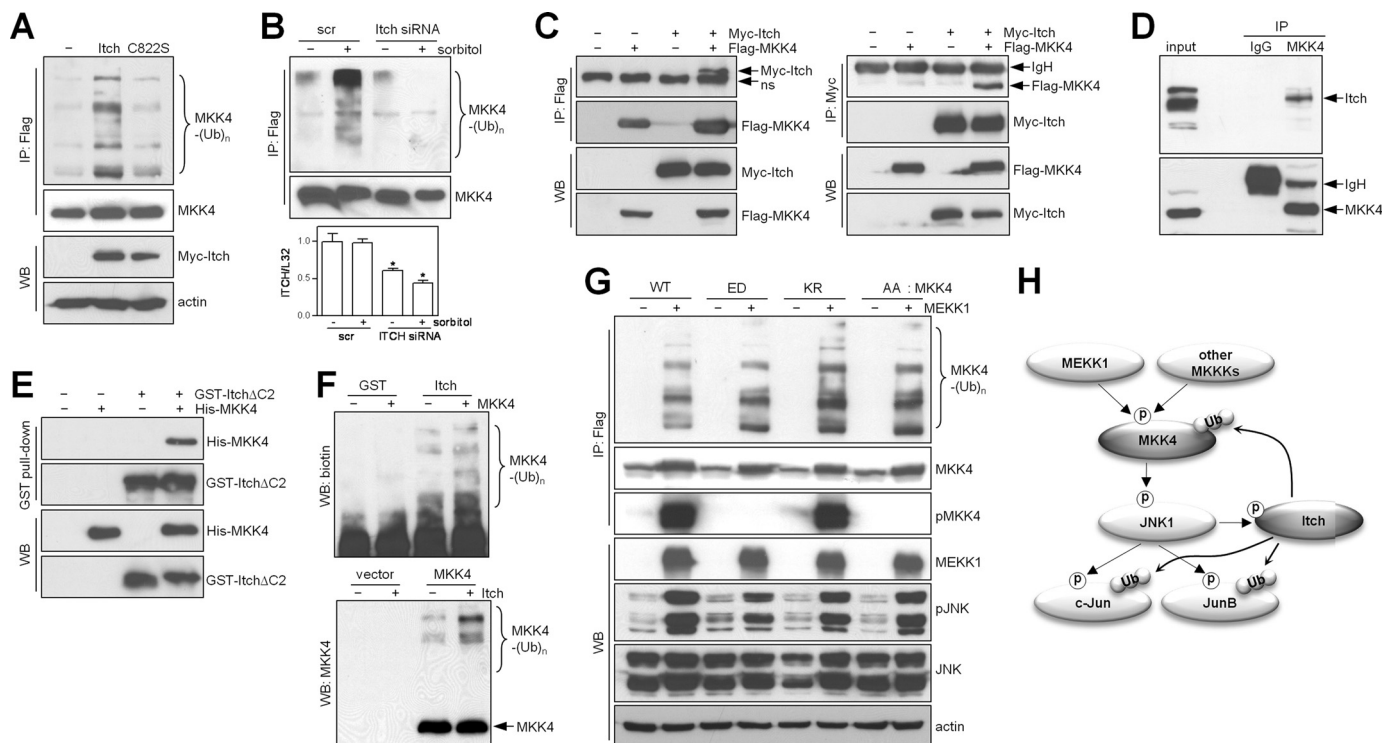 A
– Itch C822S
IP: Flag
MKK4
-(Ub)n
MKK4
WB
Myc-Itch
actin
B
scr Itch siRNA
– + – + sorbitol
IP: Flag
MKK4
-(Ub)n
MKK4
ITCH/L32
1.0
0.5
0.0
* *
- + - + sorbitol
scr ITCH siRNA
C
– – + + Myc-Itch
– + – + Flag-MKK4
IP: Flag
Myc-Itch
ns
Flag-MKK4
WB
Myc-Itch
Flag-MKK4
– – + + Myc-Itch
– + – + Flag-MKK4
IP: Myc
IgH
Flag-MKK4
Myc-Itch
WB
Flag-MKK4
Myc-Itch
D
IP
input IgG MKK4
Itch
IgH
MKK4
E
– – + + GST-ItchΔC2
– + – + His-MKK4
GST pull-down
His-MKK4
GST-ItchΔC2
WB
His-MKK4
GST-ItchΔC2
F
GST Itch
– + – + MKK4
WB: biotin
MKK4
-(Ub)n
vector MKK4
– + – + Itch
WB: MKK4
MKK4
-(Ub)n
MKK4
G
WT ED KR AA : MKK4
– + – + – + – + MEKK1
IP: Flag
MKK4
-(Ub)n
MKK4
pMKK4
WB
MEKK1
pJNK
JNK
actin
H
MEKK1
other
MKKKs
P
Ub
MKK4
P
JNK1
P
Itch
P
Ub
c-Jun
P
Ub
JunB